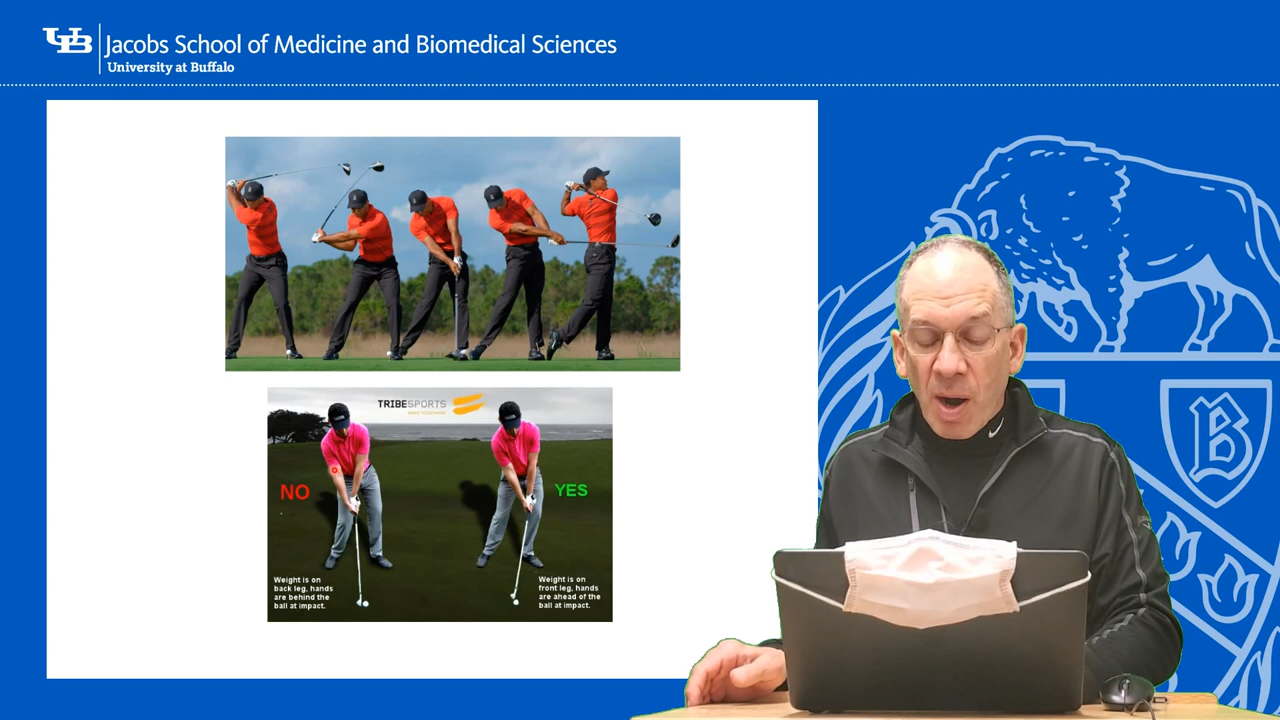 UB
Jacobs School of Medicine and Biomedical Sciences
University at Buffalo
TRIBESPORTS
NO
YES
Weight is on
back leg, hands
are behind the
ball at impact.
Weight is on
front leg, hands
are ahead of the
ball at impact.
B